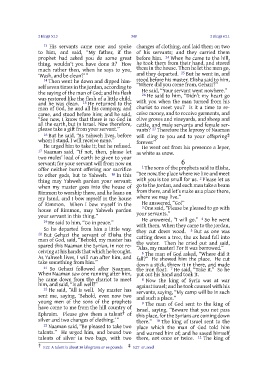 2 Kings 5:13
2 Kings 6:11
13 His servants came near and spoke
to him, and said, "My father, if the
prophet had asked you do some great
thing, wouldn't you have done it? How
much rather then, when he says to you,
'Wash, and be clean?'"
14 Then went he down and dipped him-
self seven times in the Jordan, according to
the saying of the man of God; and his flesh
was restored like the flesh of a little child,
and he was clean. 15 He returned to the
man of God, he and all his company, and
came, and stood before him; and he said,
"See now, I know that there is no God in
all the earth, but in Israel. Now therefore,
please take a gift from your servant."
16 But he said, "As Yahweh lives, before
whom I stand, I will receive none."
He urged him to take it; but he refused.
17 Naaman said, "If not, then, please let
two mules' load of earth be given to your
servant; for your servant will from now on
offer neither burnt offering nor sacrifice
to other gods, but to Yahweh. 18 In this
thing may Yahweh pardon your servant:
when my master goes into the house of
Rimmon to worship there, and he leans on
my hand, and I bow myself in the house
of Rimmon. When I bow myself in the
house of Rimmon, may Yahweh pardon
your servant in this thing."
19 He said to him, "Go in peace."
So he departed from him a little way.
20 But Gehazi the servant of Elisha the
man of God, said, "Behold, my master has
spared this Naaman the Syrian, in not re-
ceiving at his hands that which he brought.
As Yahweh lives, I will run after him, and
take something from him."
21 So Gehazi followed after Naaman.
When Naaman saw one running after him,
he came down from the chariot to meet
him, and said, "Is all well?"
22 He said, "All is well. My master has
sent me, saying, 'Behold, even now two
young men of the sons of the prophets
have come to me from the hill country of
Ephraim. Please give them a talent† of
silver and two changes of clothing.'"
23 Naaman said, "Be pleased to take two
talents." He urged him, and bound two
talents of silver in two bags, with two
changes of clothing, and laid them on two
of his servants; and they carried them
before him. 24 When he came to the hill,
he took them from their hand, and stored
them in the house. Then he let the men go,
and they departed. 25 But he went in, and
stood before his master. Elisha said to him,
"Where did you come from, Gehazi?"
He said, "Your servant went nowhere."
26 He said to him, "Didn't my heart go
with you when the man turned from his
chariot to meet you? Is it a time to re-
ceive money, and to receive garments, and
olive groves and vineyards, and sheep and
cattle, and male servants and female ser-
vants? 27 Therefore the leprosy of Naaman
will cling to you and to your offspring‡
forever."
He went out from his presence a leper,
as white as snow.
6
1 The sons of the prophets said to Elisha,
"See now, the place where we live and meet
with you is too small for us. 2 Please let us
go to the Jordan, and each man take a beam
from there, and let's make us a place there,
where we may live."
He answered, "Go!"
3 One said, "Please be pleased to go with
your servants."
He answered, "I will go." 4 So he went
with them. When they came to the Jordan,
they cut down wood. 5 But as one was
cutting down a tree, the ax head fell into
the water. Then he cried out and said,
"Alas, my master! For it was borrowed."
6 The man of God asked, "Where did it
fall?" He showed him the place. He cut
down a stick, threw it in there, and made
the iron float. 7 He said, "Take it." So he
put out his hand and took it.
8 Now the king of Syria was at war
against Israel; and he took counsel with his
servants, saying, "My camp will be in such
and such a place."
9 The man of God sent to the king of
Israel, saying, "Beware that you not pass
this place, for the Syrians are coming down
there." 10 The king of Israel sent to the
place which the man of God told him
and warned him of; and he saved himself
there, not once or twice. 11 The king of